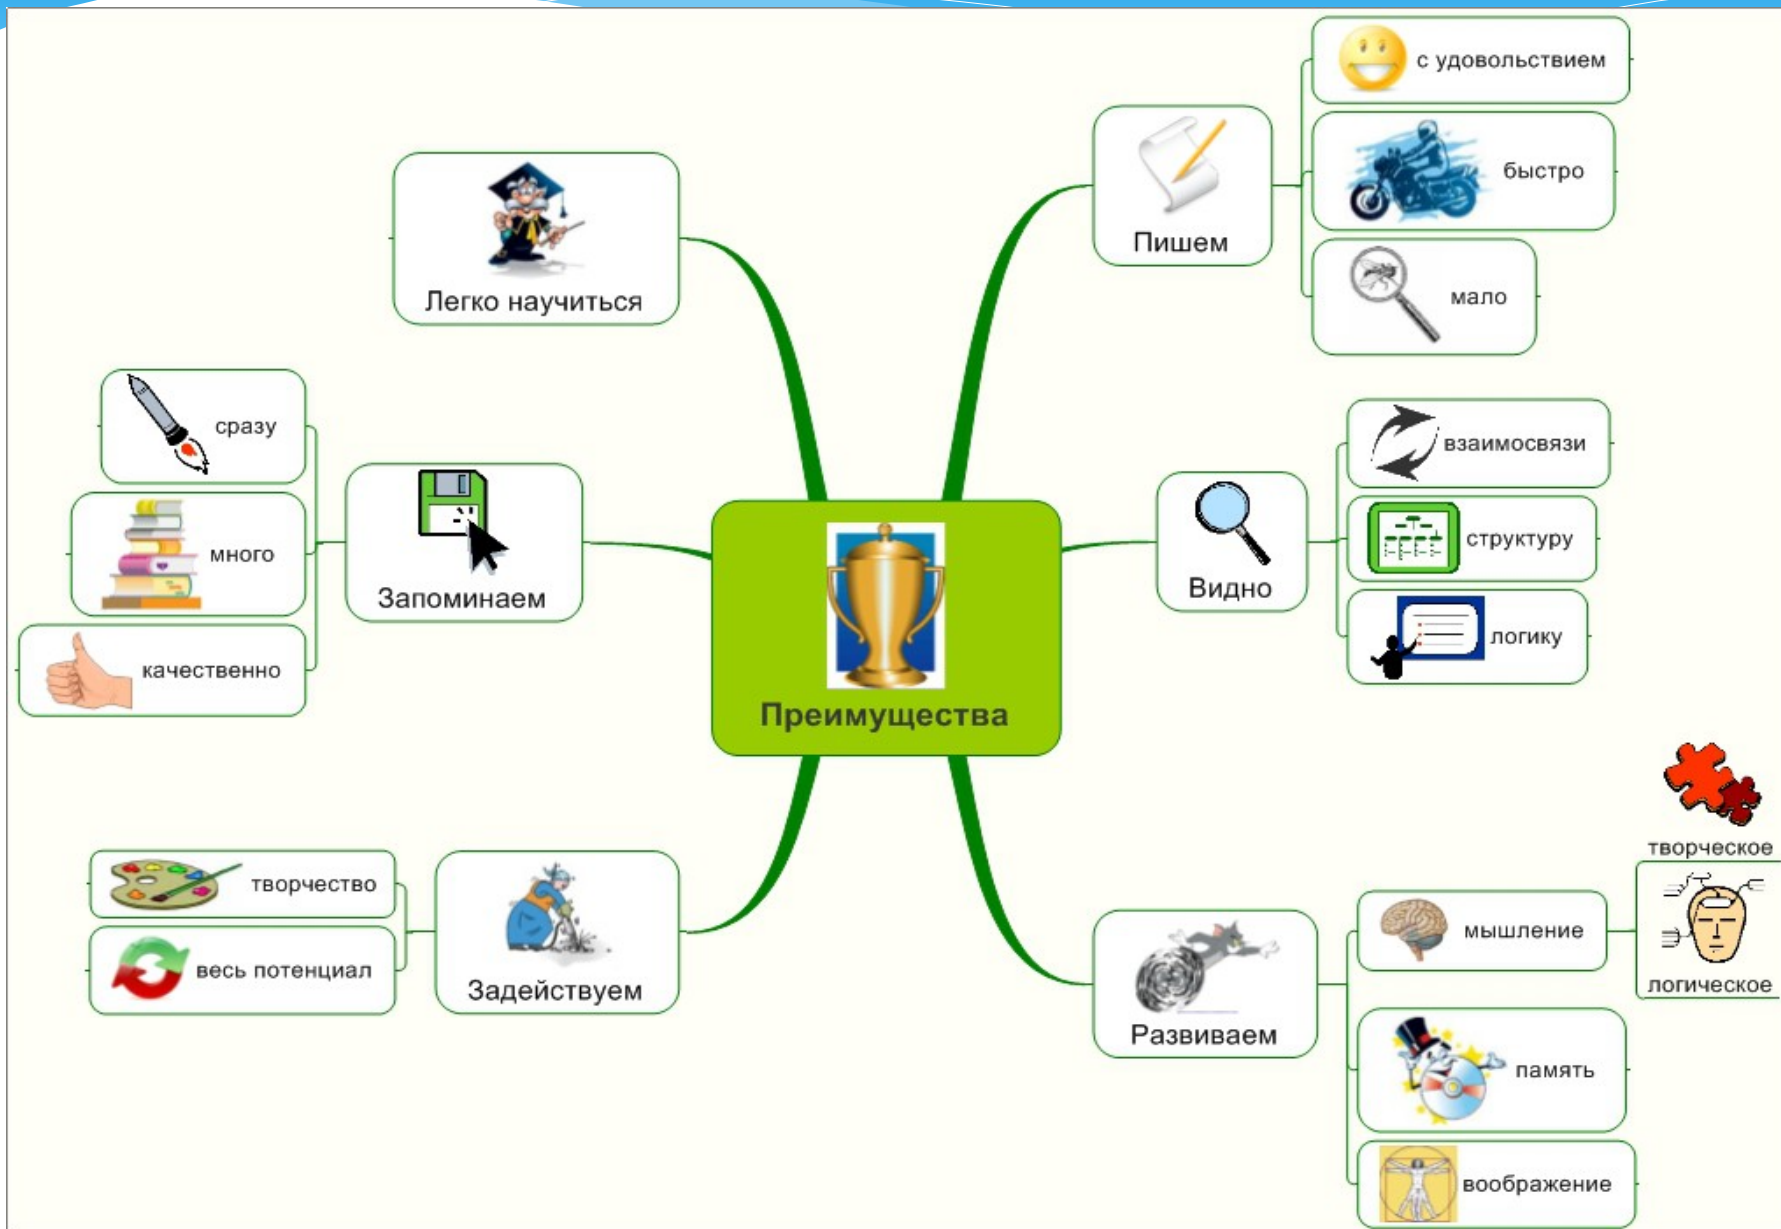 Преимущества
Пишем
с удовольствием
быстро
мало
Видно
взаимосвязи
структуру
логику
Развиваем
мышление
творческое
логическое
память
воображение
Легко научиться
Запоминаем
сразу
много
качественно
Задействуем
творчество
весь потенциал